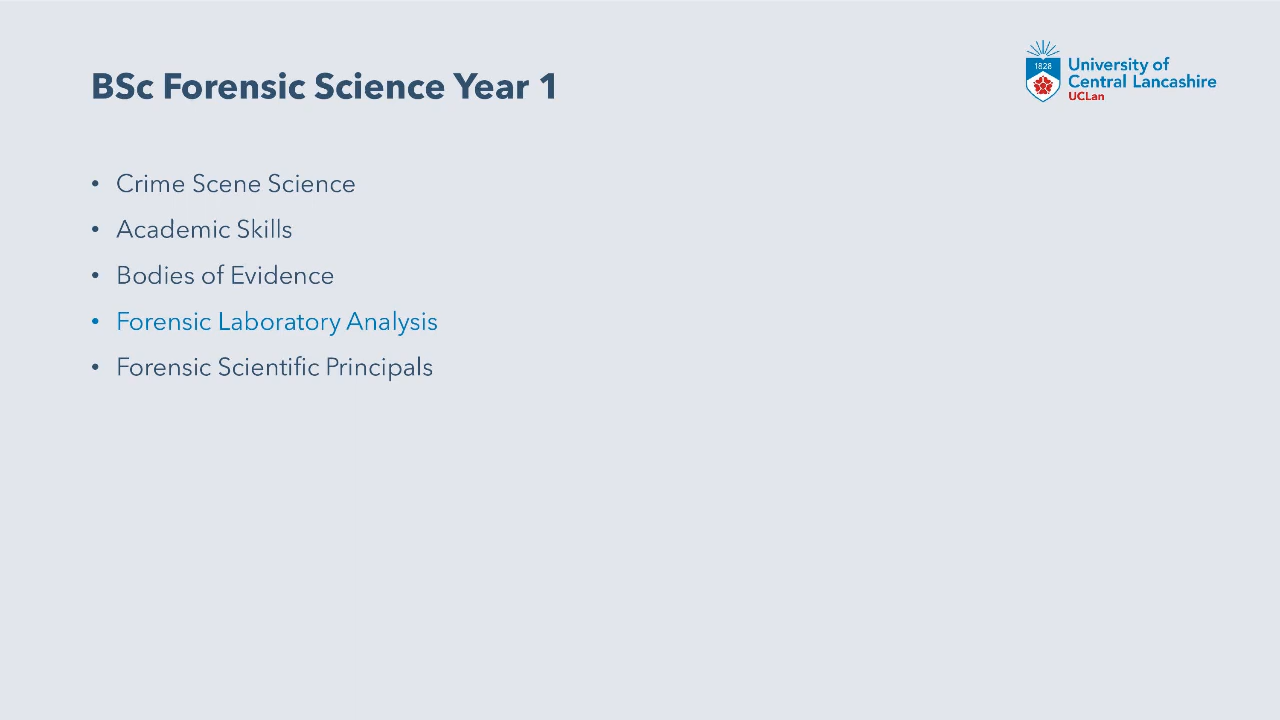 BSc Forensic Science Year 1
1828
University of
Central Lancashire
UCLan
• Crime Scene Science
• Academic Skills
• Bodies of Evidence
• Forensic Laboratory Analysis
• Forensic Scientific Principals